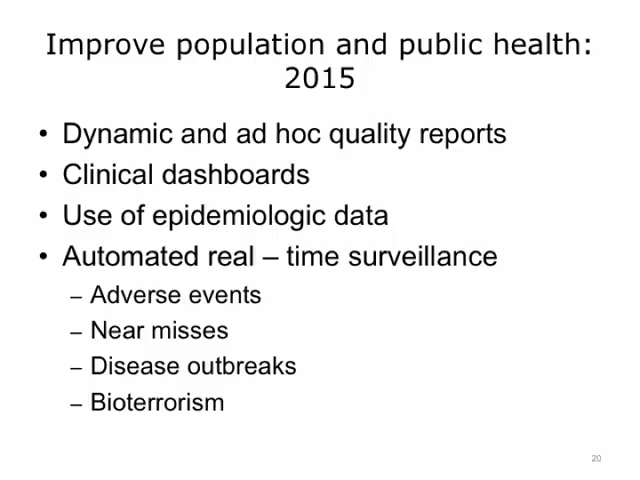 Improve population and public health:
2015
• Dynamic and ad hoc quality reports
• Clinical dashboards
• Use of epidemiologic data
• Automated real – time surveillance
– Adverse events
– Near misses
– Disease outbreaks
– Bioterrorism
20